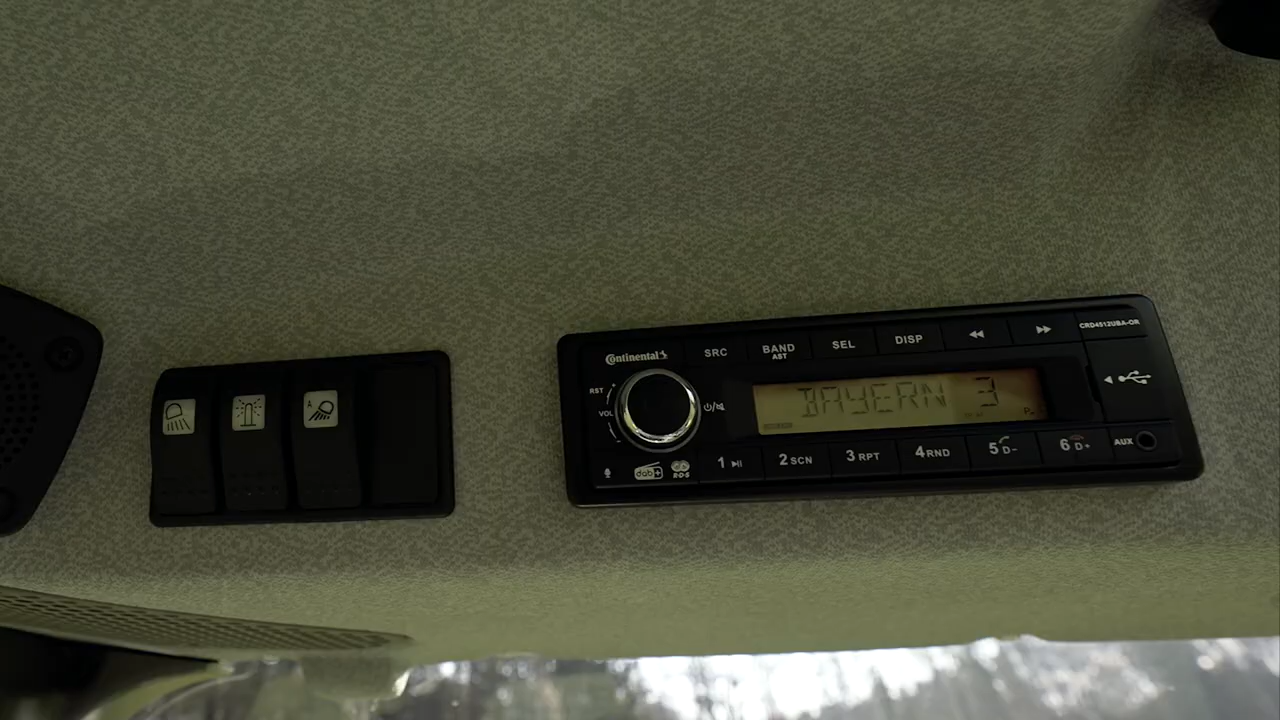 Continental
SRC
BAND
AST
SEL
DISP
CRD4512UBA-OR
RST
VOL
BAYERN 3
1
2 SCN
3 RPT
4 RND
5 D-
6 D+
AUX
dab+
RDS
A